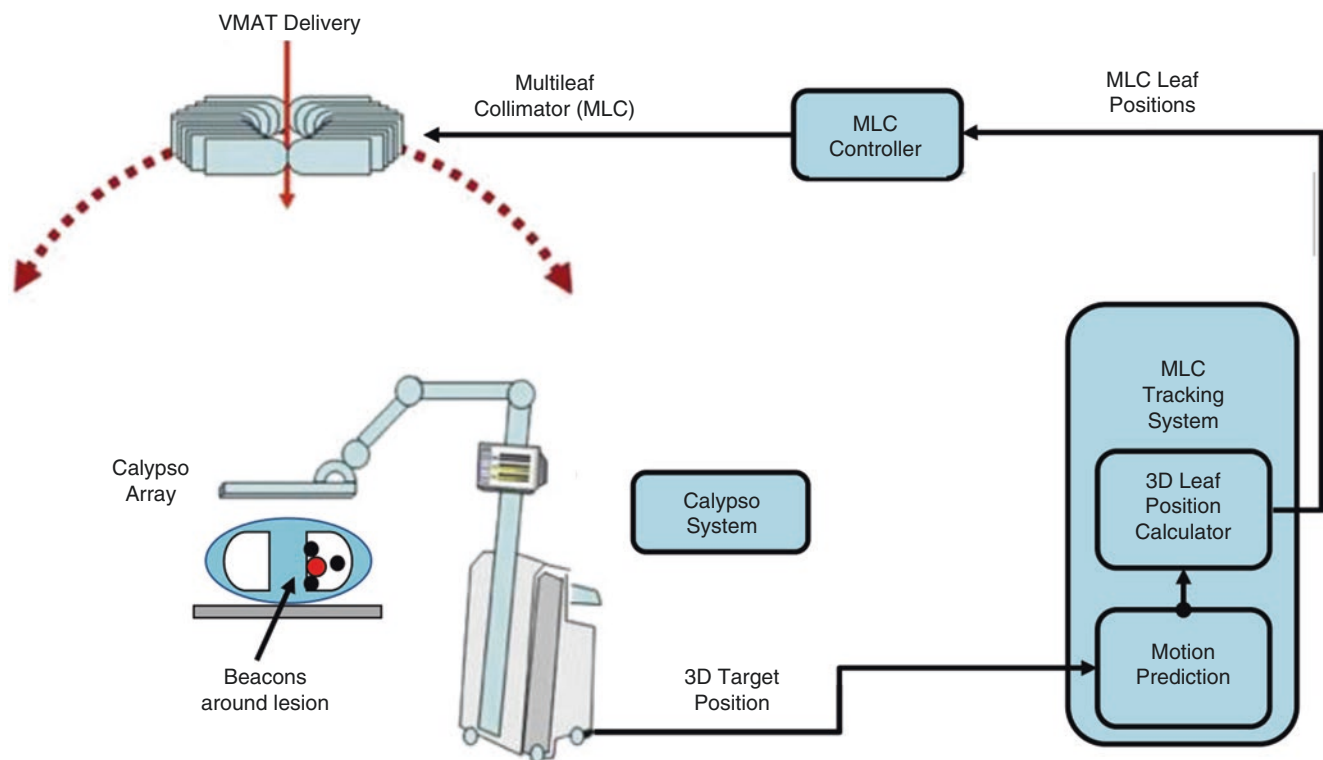 VMAT Delivery
Multileaf
Collimator (MLC)
MLC
Controller
MLC Leaf
Positions
MLC
Tracking
System
3D Leaf
Position
Calculator
Motion
Prediction
Calypso
Array
Calypso
System
Beacons
around lesion
3D Target
Position